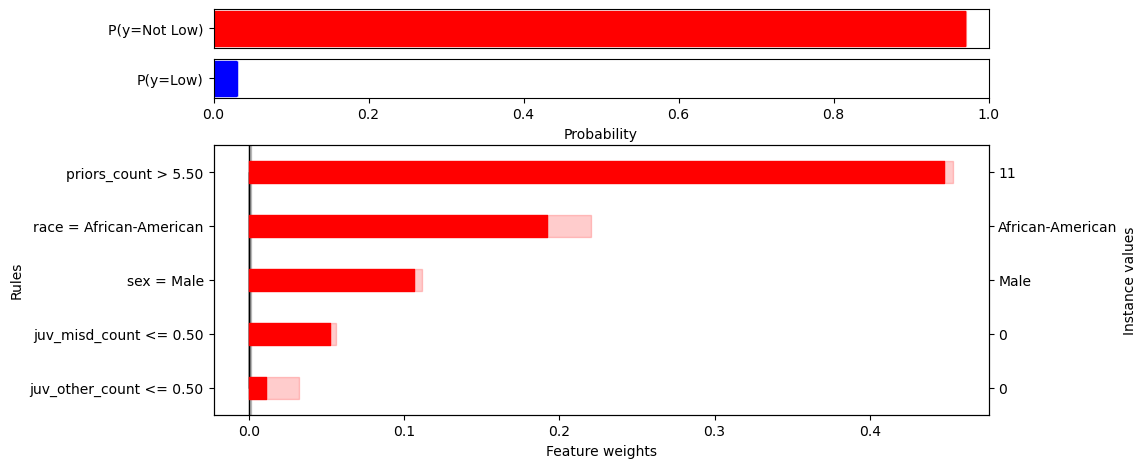 P(y=Not Low)
P(y=Low)
0.0 0.2 0.4 0.6 0.8 1.0
Probability
priors_count > 5.50 11
race = African-American African-American
sex = Male Male
juv_misd_count <= 0.50 0
juv_other_count <= 0.50 0
Rules
Instance values
0.0 0.1 0.2 0.3 0.4
Feature weights